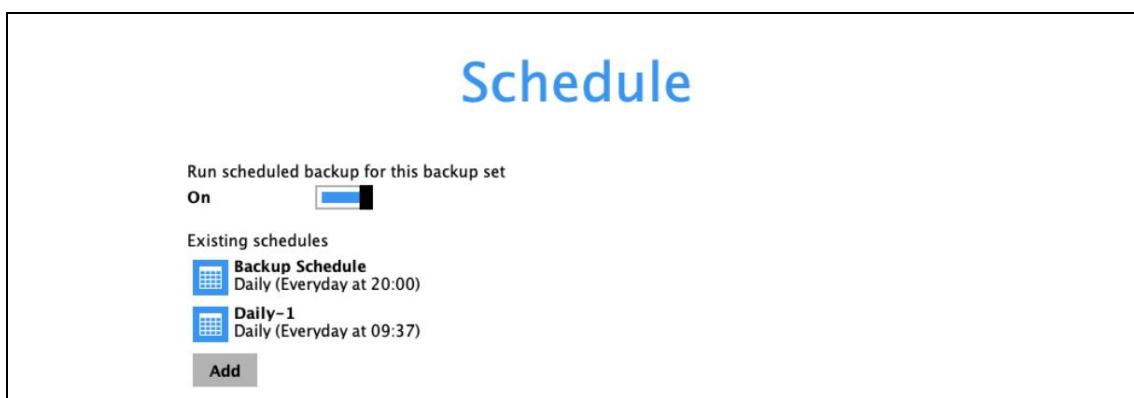 Schedule
Run scheduled backup for this backup set
On
Existing schedules
Backup Schedule
Daily (Everyday at 20:00)
Daily-1
Daily (Everyday at 09:37)
Add